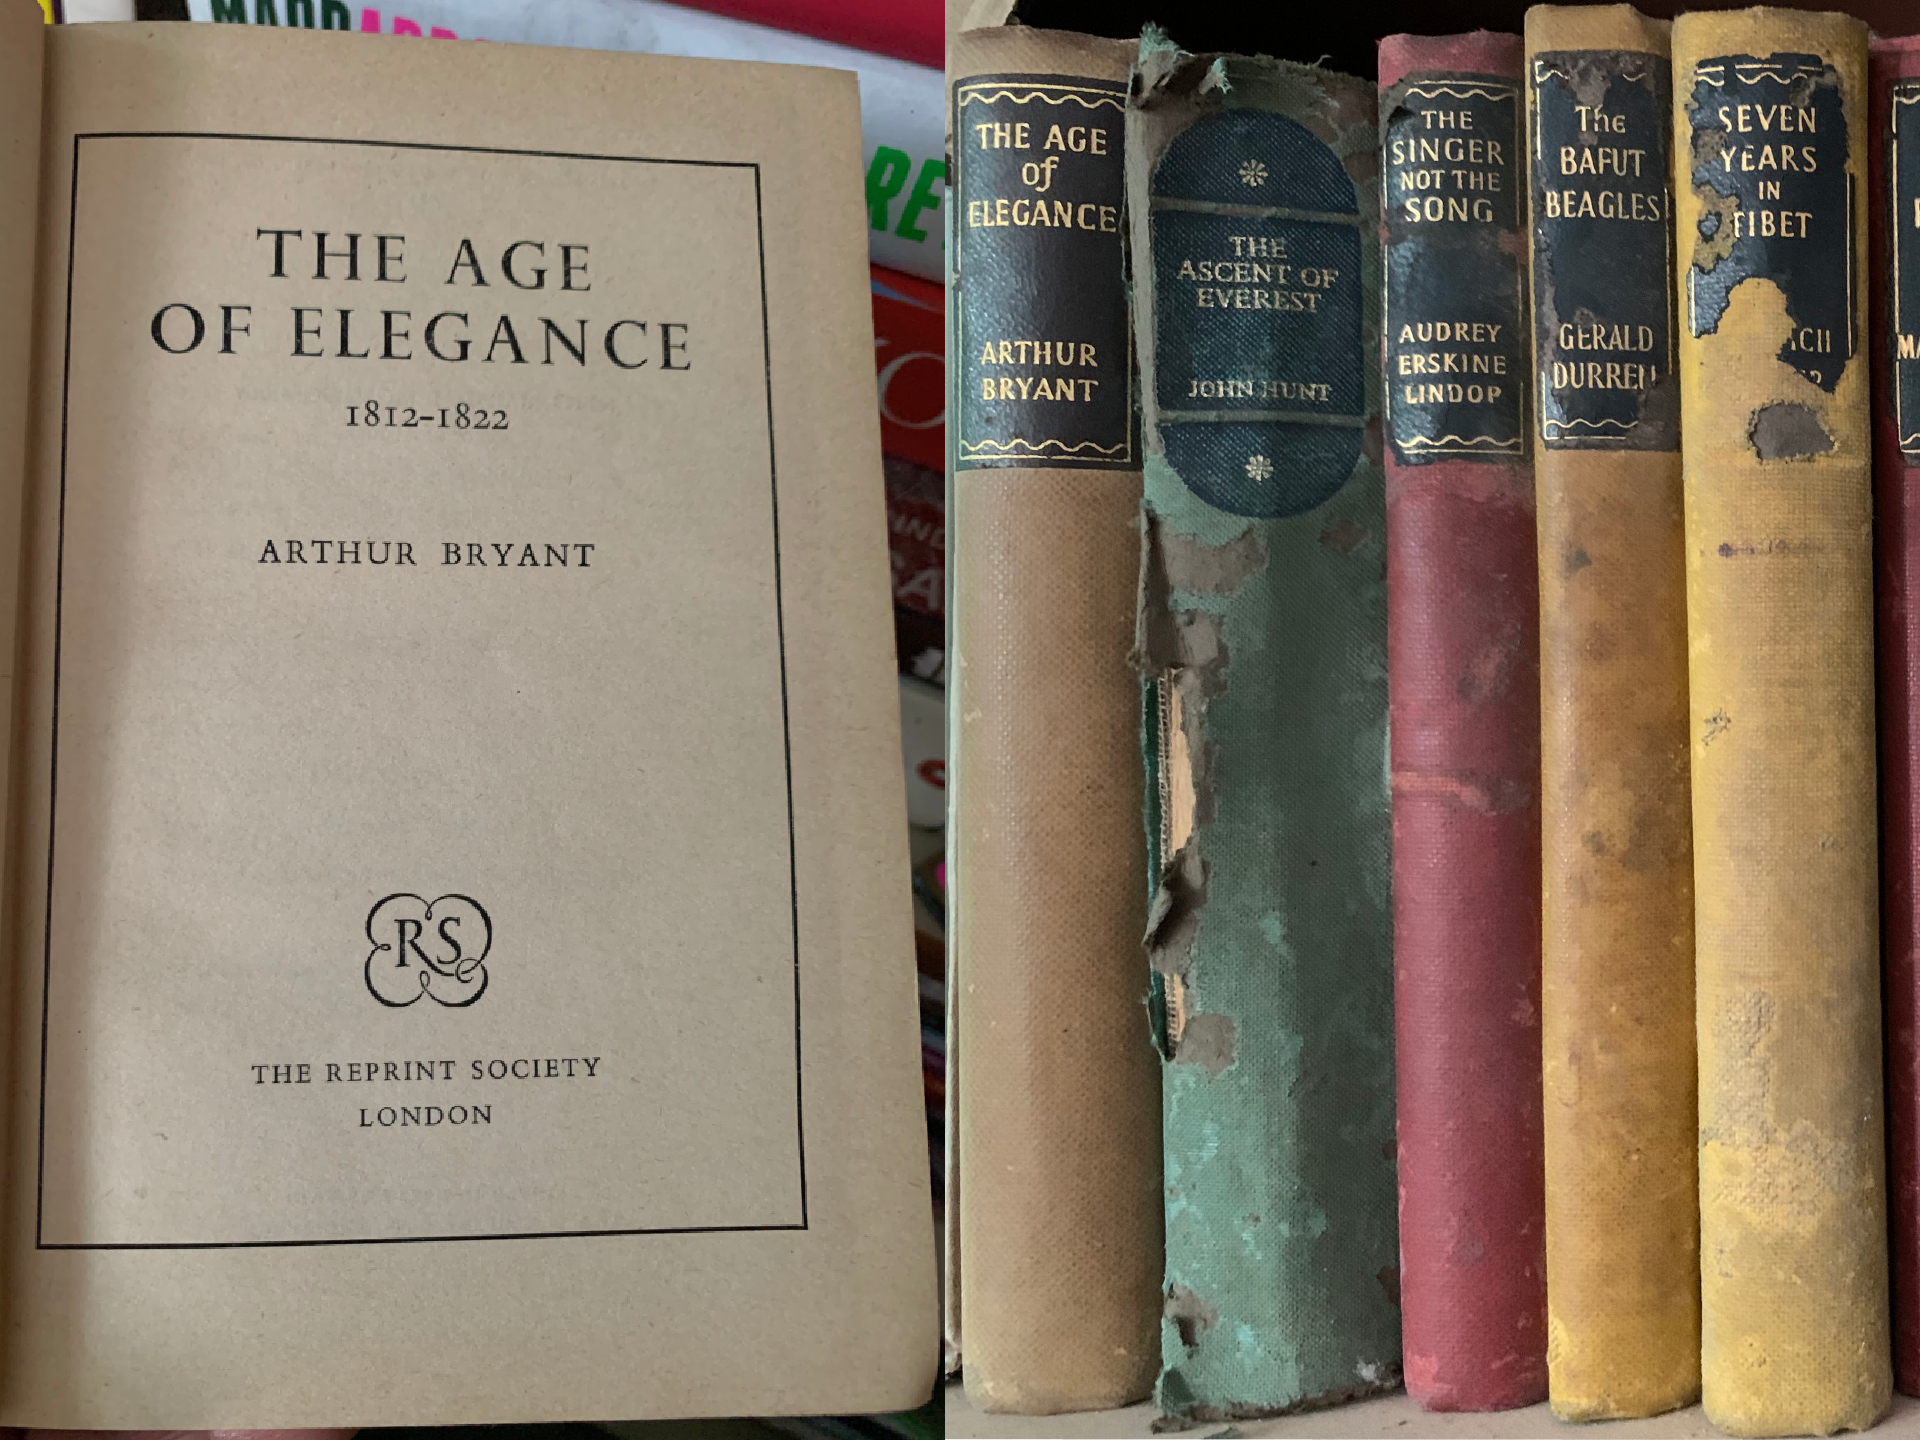 THE AGE
OF ELEGANCE
1812–1822
ARTHUR BRYANT
RS
THE REPRINT SOCIETY
LONDON
THE AGE
of
ELEGANCE
ARTHUR
BRYANT
THE
ASCENT OF
EVEREST
JOHN HUNT
THE
SINGER
NOT THE
SONG
AUDREY
ERSKINE
LINDOP
The
BAFUT
BEAGLES
GERALD
DURRELL
SEVEN
YEARS
IN
TIBET